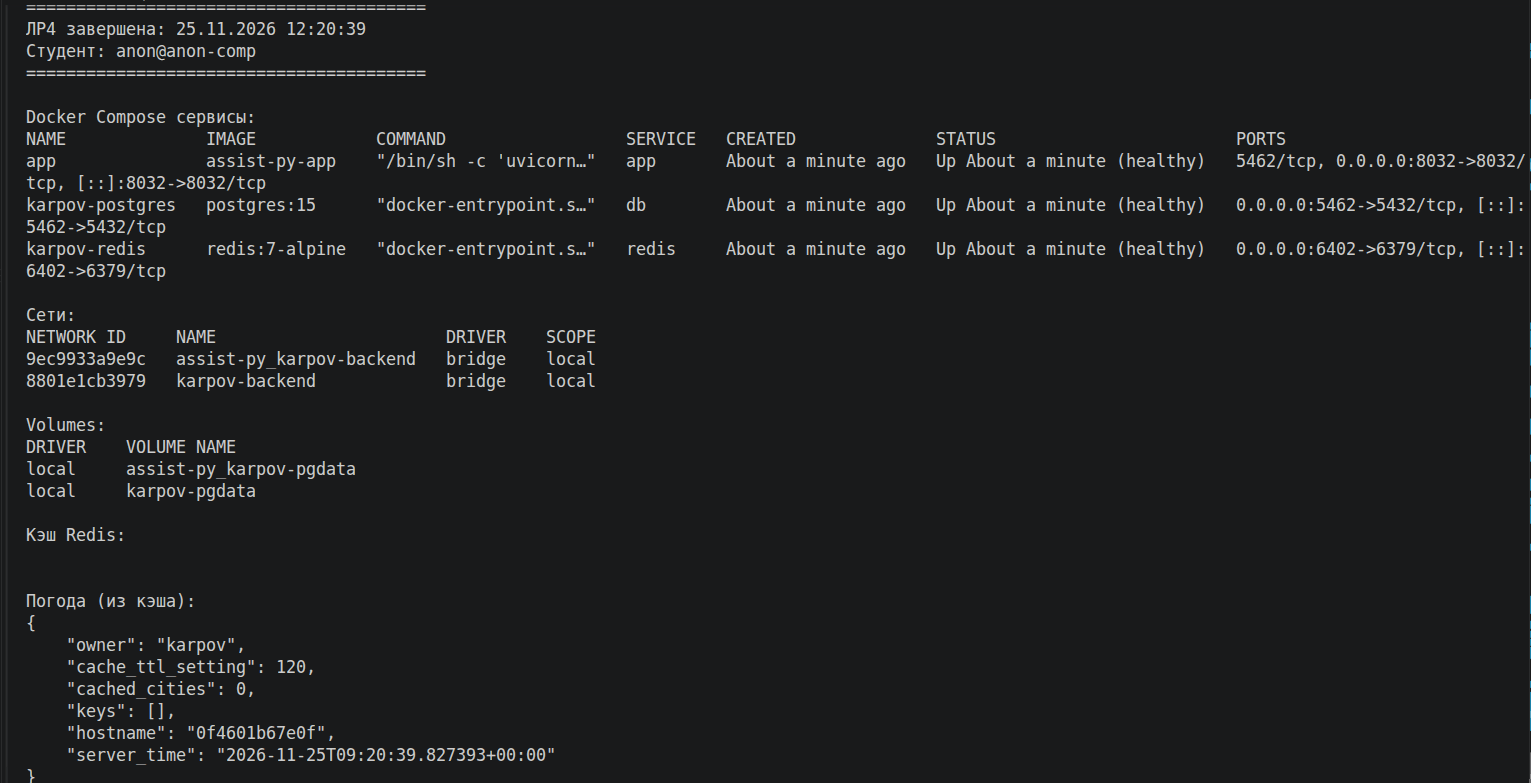 ========================================
ЛР4 завершена: 25.11.2026 12:20:39
Студент: anon@anon-comp
========================================
Docker Compose сервисы:
NAME              IMAGE            COMMAND                  SERVICE   CREATED              STATUS                        PORTS
app               assist-py-app    "/bin/sh -c 'uvicorn…"   app       About a minute ago   Up About a minute (healthy)   5462/tcp, 0.0.0.0:8032->8032/
tcp, [::]:8032->8032/tcp
karpov-postgres   postgres:15      "docker-entrypoint.s…"   db        About a minute ago   Up About a minute (healthy)   0.0.0.0:5462->5432/tcp, [::]:
5462->5432/tcp
karpov-redis      redis:7-alpine   "docker-entrypoint.s…"   redis     About a minute ago   Up About a minute (healthy)   0.0.0.0:6402->6379/tcp, [::]:
6402->6379/tcp
Сети:
NETWORK ID     NAME                       DRIVER    SCOPE
9ec9933a9e9c   assist-py_karpov-backend   bridge    local
8801e1cb3979   karpov-backend             bridge    local
Volumes:
DRIVER    VOLUME NAME
local     assist-py_karpov-pgdata
local     karpov-pgdata
Кэш Redis:
Погода (из кэша):
{
    "owner": "karpov",
    "cache_ttl_setting": 120,
    "cached_cities": 0,
    "keys": [],
    "hostname": "0f4601b67e0f",
    "server_time": "2026-11-25T09:20:39.827393+00:00"
}